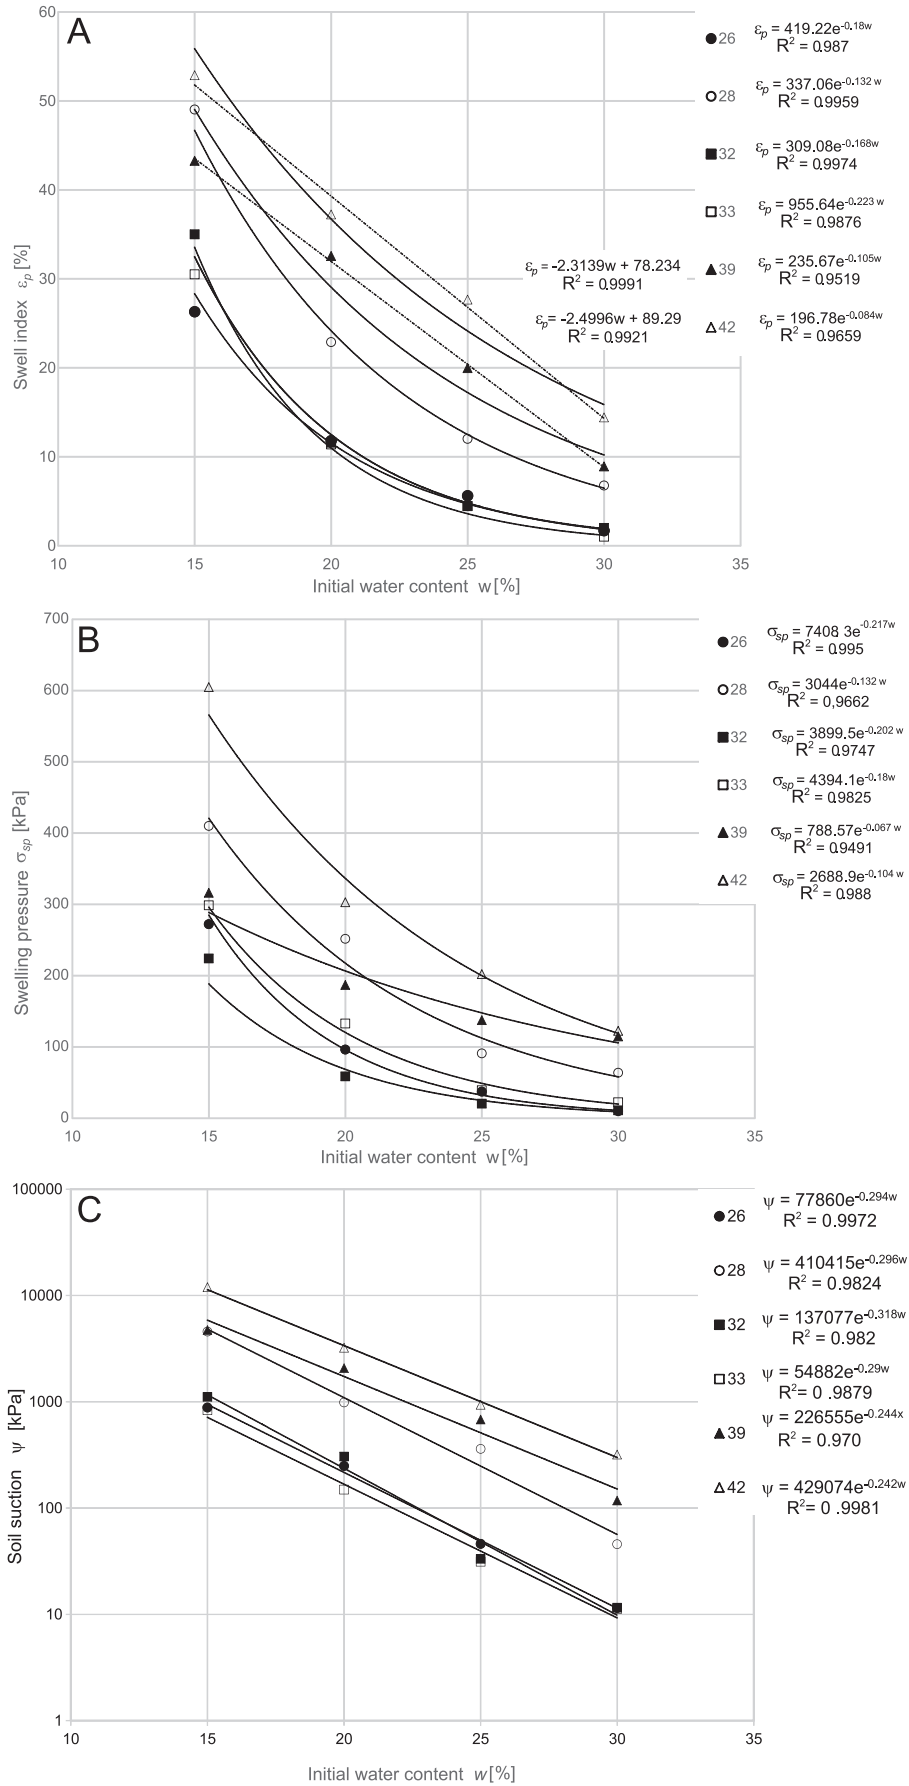 A
60
50
40
30
20
10
0
Swell index εp [%]
10
15
20
25
30
35
Initial water content w [%]
εp = -2.3139w + 78.234
R² = 0.9991
εp = -2.4996w + 89.29
R² = 0.9921
26 εp = 419.22e^-0.18w
R² = 0.987
28 εp = 337.06e^-0.132 w
R² = 0.9959
32 εp = 309.08e^-0.168w
R² = 0.9974
33 εp = 955.64e^-0.223 w
R² = 0.9876
39 εp = 235.67e^-0.105w
R² = 0.9519
42 εp = 196.78e^-0.084w
R² = 0.9659
B
700
600
500
400
300
200
100
0
Swelling pressure σsp [kPa]
10
15
20
25
30
35
Initial water content w [%]
26 σsp = 7408.3e^-0.217w
R² = 0.995
28 σsp = 3044e^-0.132 w
R² = 0,9662
32 σsp = 3899.5e^-0.202 w
R² = 0.9747
33 σsp = 4394.1e^-0.18w
R² = 0.9825
39 σsp = 788.57e^-0.067 w
R² = 0.9491
42 σsp = 2688.9e^-0.104 w
R² = 0.988
C
100000
10000
1000
100
10
1
Soil suction ψ [kPa]
10
15
20
25
30
35
Initial water content w [%]
26 ψ = 77860e^-0.294w
R² = 0.9972
28 ψ = 410415e^-0.296w
R² = 0.9824
32 ψ = 137077e^-0.318w
R² = 0.982
33 ψ = 54882e^-0.29w
R²= 0 .9879
39 ψ = 226555e^-0.244x
R² = 0.970
42 ψ = 429074e^-0.242w
R²= 0 .9981